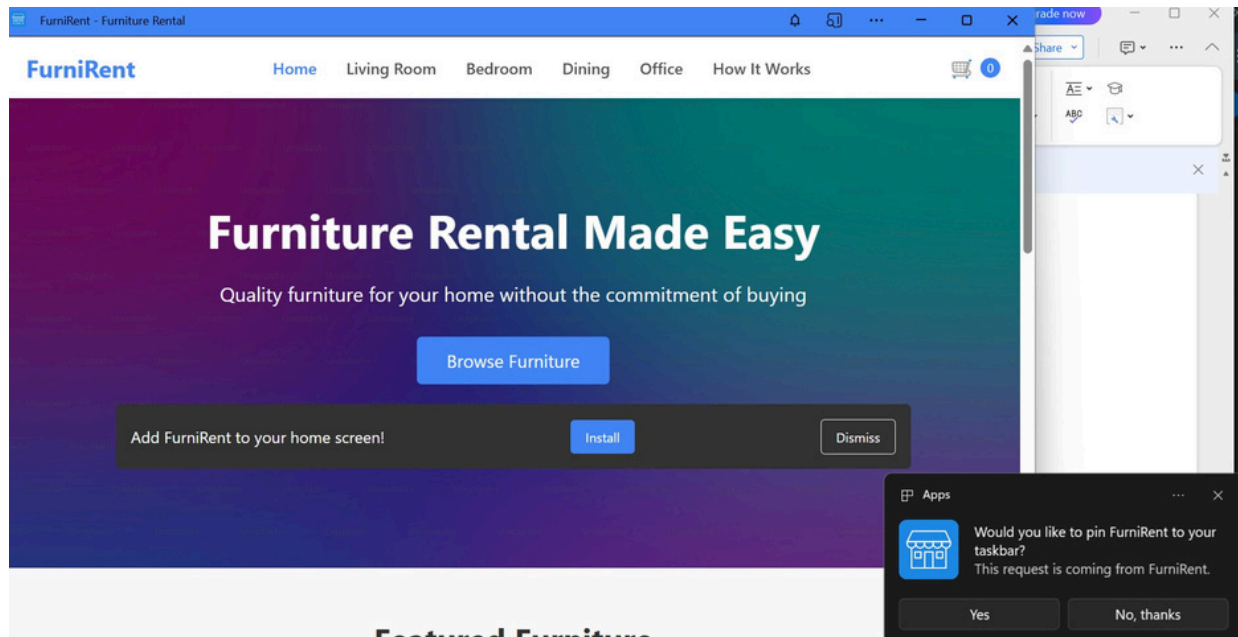 FurniRent - Furniture Rental
FurniRent
Home
Living Room
Bedroom
Dining
Office
How It Works
0
Furniture Rental Made Easy
Quality furniture for your home without the commitment of buying
Browse Furniture
Add FurniRent to your home screen!
Install
Dismiss
rade now
Share
A
ABC
Apps
Would you like to pin FurniRent to your
taskbar?
This request is coming from FurniRent.
Yes
No, thanks
Featured Furniture